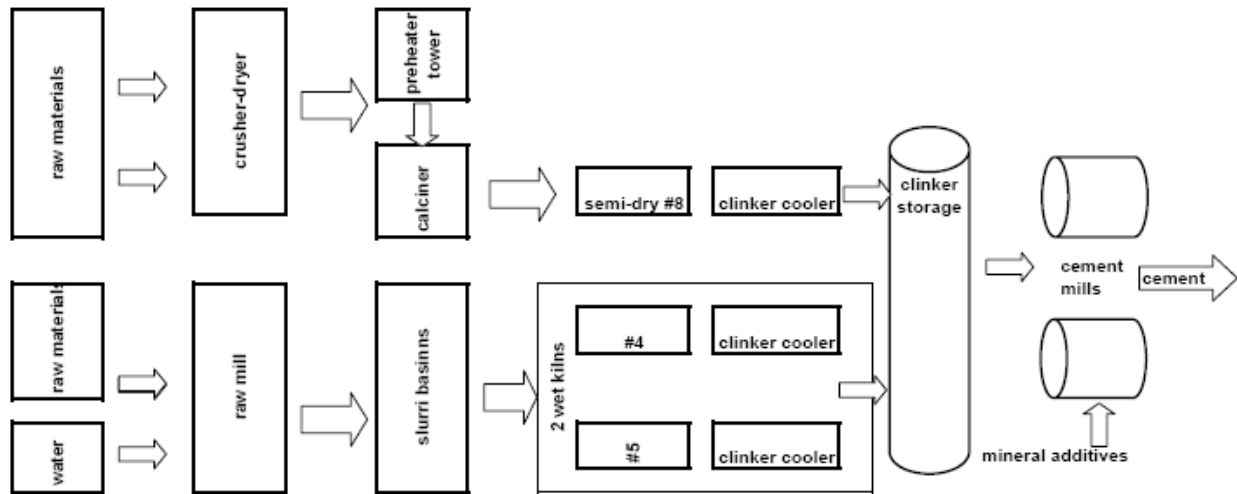 raw materials
crusher-dryer
preheater
tower
calciner
semi-dry #8
clinker cooler
clinker
storage
cement
mills
cement
raw materials
water
raw mill
slurri basinns
2 wet kilns
#4
clinker cooler
#5
clinker cooler
mineral additives